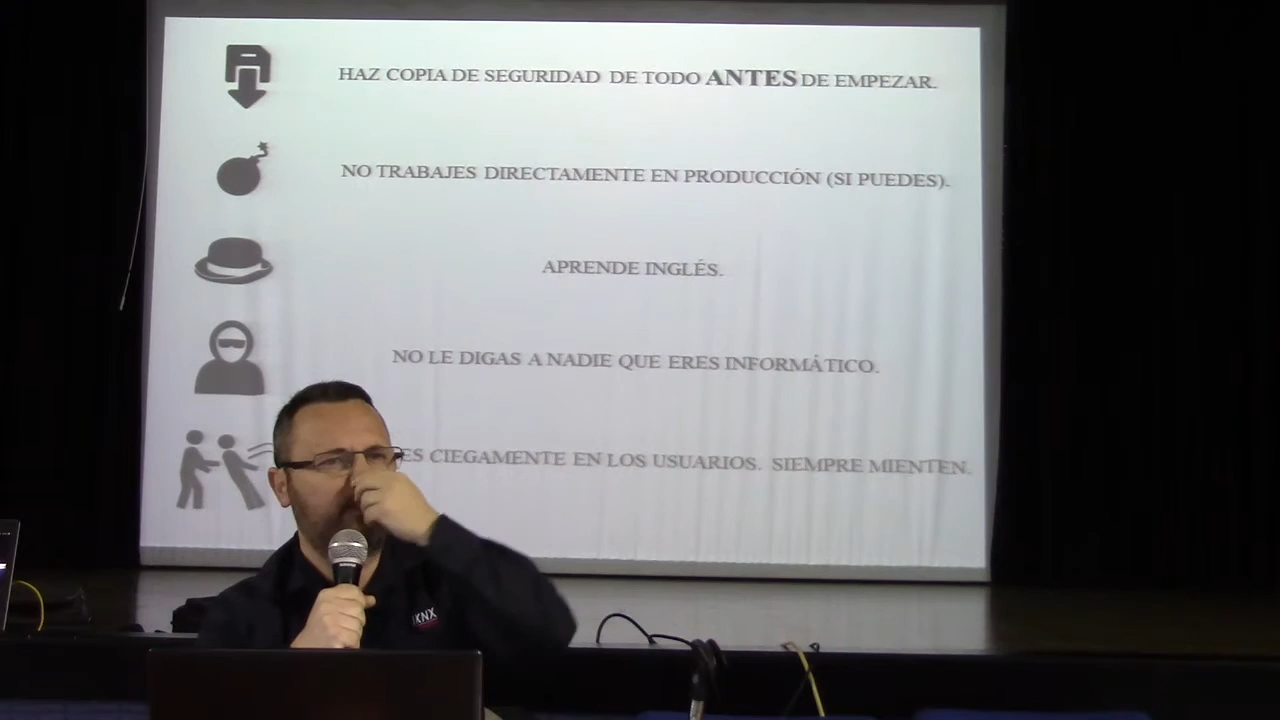 HAZ COPIA DE SEGURIDAD DE TODO ANTES DE EMPEZAR.
NO TRABAJES DIRECTAMENTE EN PRODUCCIÓN (SI PUEDES).
APRENDE INGLÉS.
NO LE DIGAS A NADIE QUE ERES INFORMÁTICO.
ES CIEGAMENTE EN LOS USUARIOS. SIEMPRE MIENTEN.
KNX